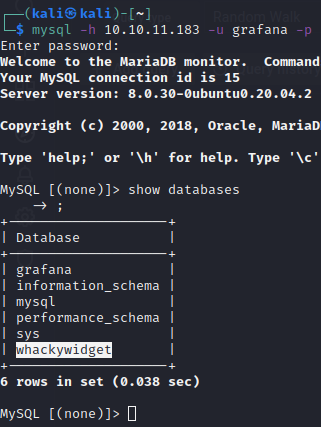 (kali㉿kali)-[~]
$ mysql -h 10.10.11.183 -u grafana -p
Enter password:
Welcome to the MariaDB monitor.  Command
Your MySQL connection id is 15
Server version: 8.0.30-0ubuntu0.20.04.2

Copyright (c) 2000, 2018, Oracle, MariaD

Type 'help;' or '\h' for help. Type '\c'

MySQL [(none)]> show databases
    -> ;
+--------------------+
| Database           |
+--------------------+
| grafana            |
| information_schema |
| mysql              |
| performance_schema |
| sys                |
| whackywidget       |
+--------------------+
6 rows in set (0.038 sec)

MySQL [(none)]>